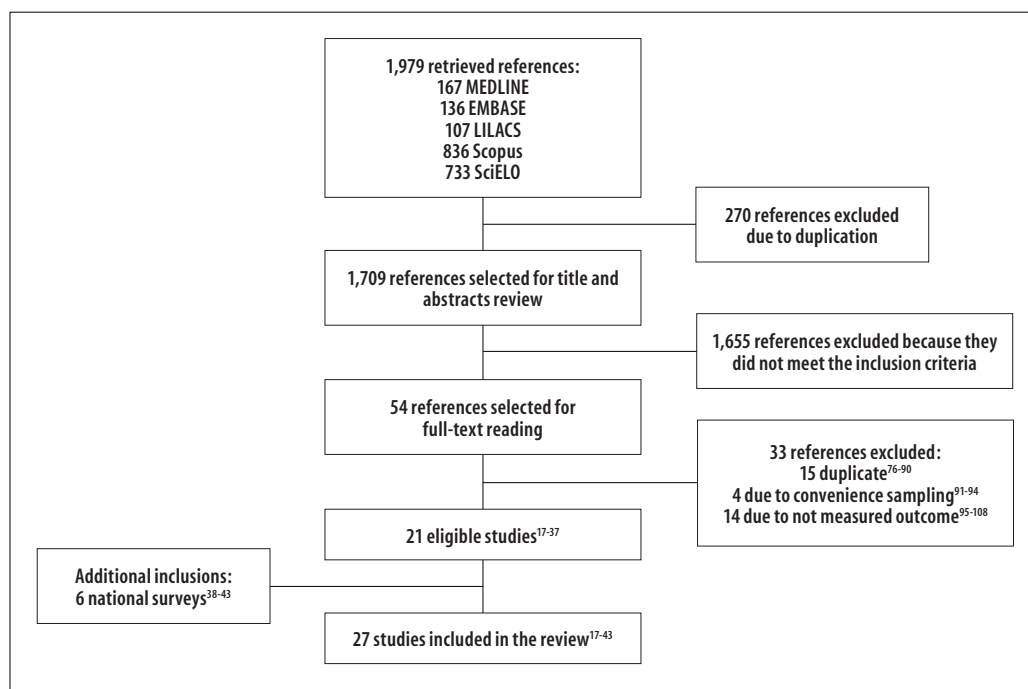 1,979 retrieved references:
167 MEDLINE
136 EMBASE
107 LILACS
836 Scopus
733 SciELO
270 references excluded
due to duplication
1,709 references selected for title and
abstracts review
1,655 references excluded because they
did not meet the inclusion criteria
54 references selected for
full-text reading
33 references excluded:
15 duplicate76-90
4 due to convenience sampling91-94
14 due to not measured outcome95-108
21 eligible studies17-37
Additional inclusions:
6 national surveys38-43
27 studies included in the review17-43